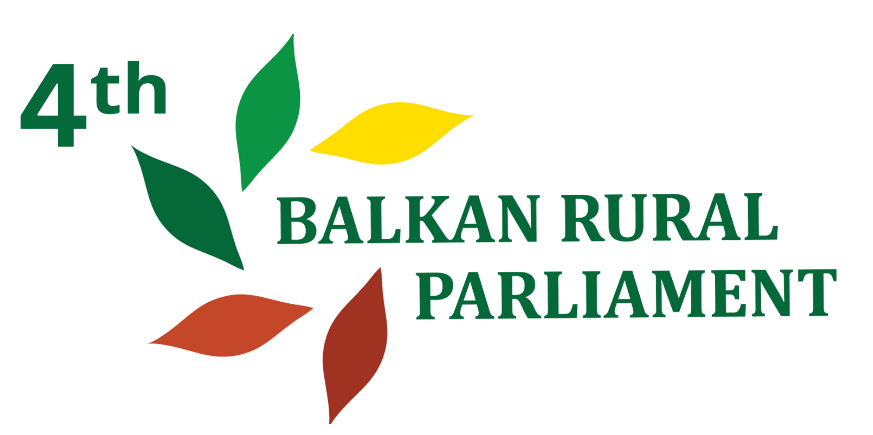 4th
BALKAN RURAL
PARLIAMENT